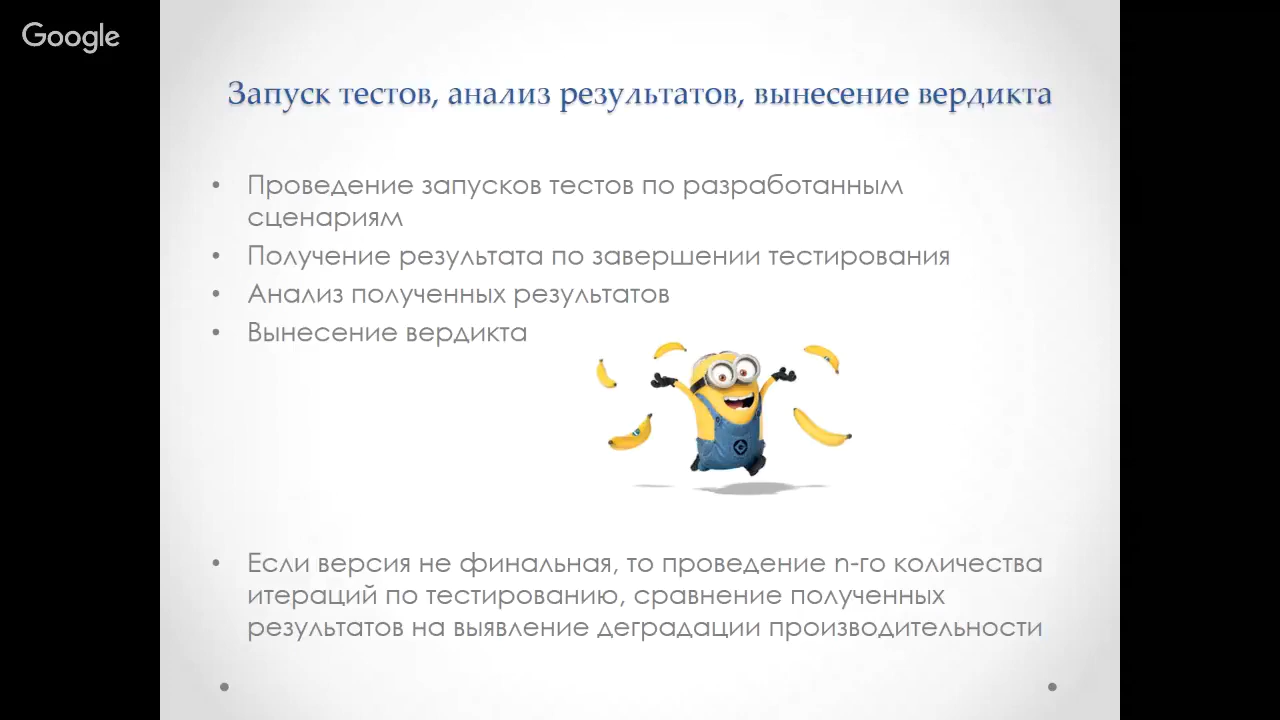 Google
Запуск тестов, анализ результатов, вынесение вердикта
• Проведение запусков тестов по разработанным
сценариям
• Получение результата по завершении тестирования
• Анализ полученных результатов
• Вынесение вердикта
• Если версия не финальная, то проведение n-го количества
итераций по тестированию, сравнение полученных
результатов на выявление деградации производительности